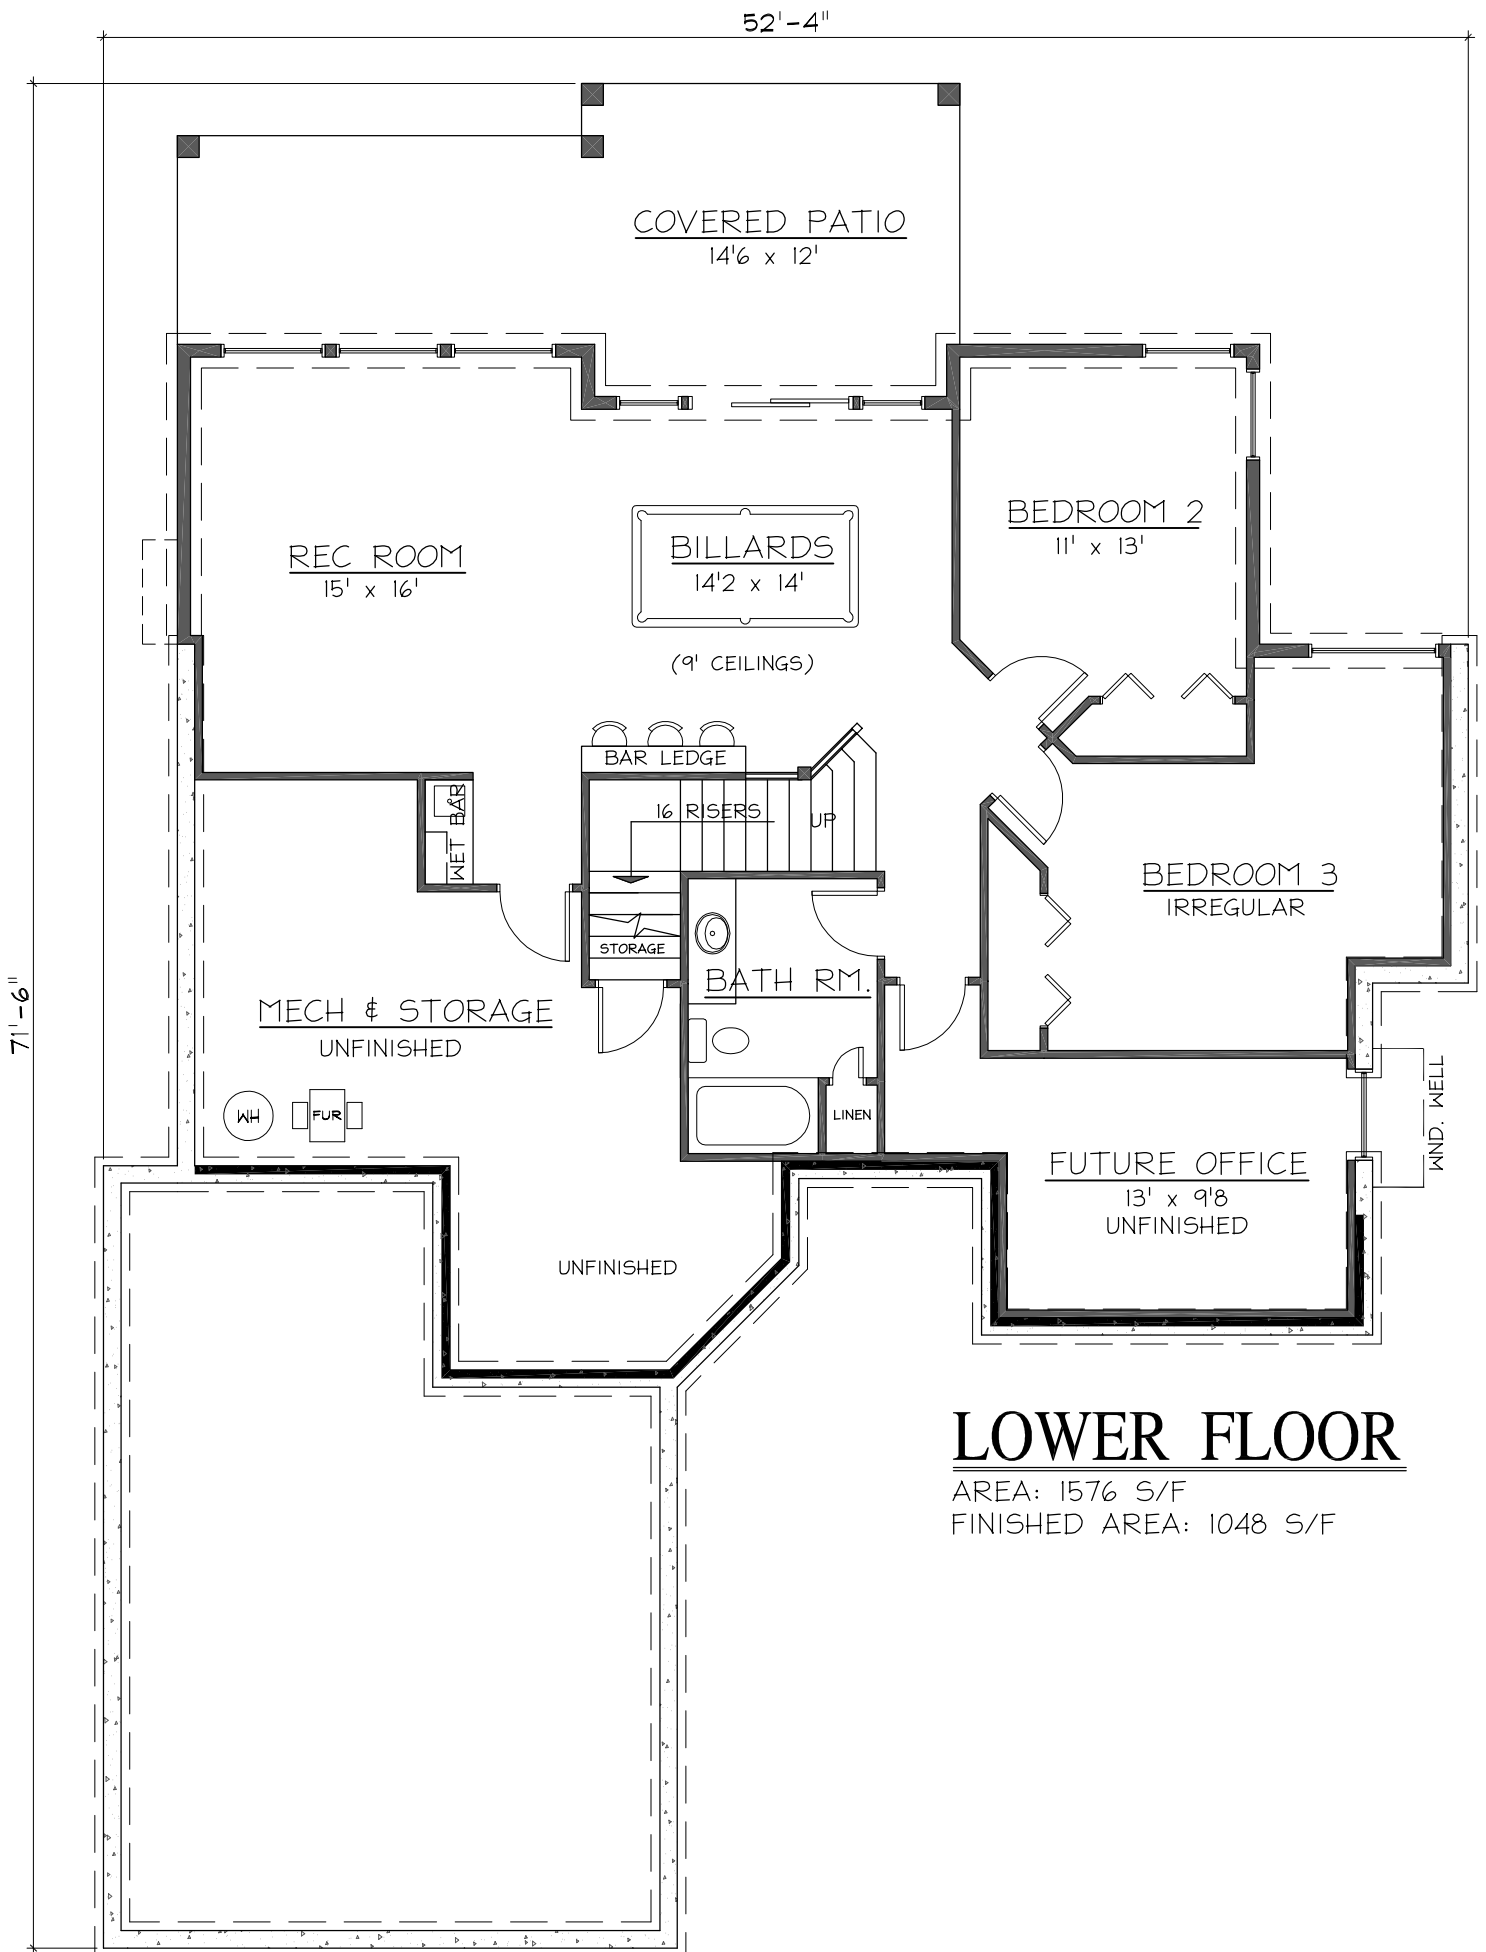 52'-4"
COVERED PATIO
14'6 x 12'
BEDROOM 2
11' x 13'
REC ROOM
15' x 16'
BILLARDS
14'2 x 14'
(9' CEILINGS)
BAR LEDGE
16 RISERS
UP
WET BAR
BEDROOM 3
IRREGULAR
STORAGE
BATH RM.
71'-6"
MECH & STORAGE
UNFINISHED
WH
FUR
LINEN
WND. WELL
FUTURE OFFICE
13' x 9'8
UNFINISHED
UNFINISHED
LOWER FLOOR
AREA: 1576 S/F
FINISHED AREA: 1048 S/F